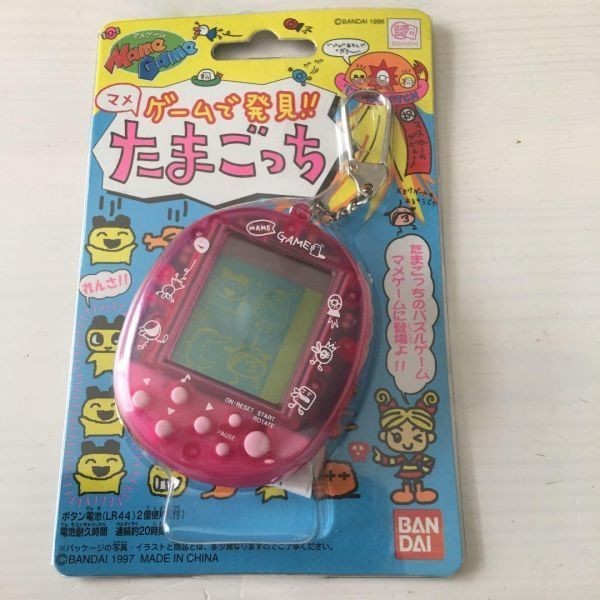 マメゲーム
Mame Game
©BANDAI 1996
BANDAI
マメ ゲームで発見!!
たまごっち
MAME GAME
れんさ!!
たまごっちのパズルゲーム
マメゲームに登場よ!!
ON/RESET START
ROTATE
PAUSE
ボタン電池(LR44)2個使用(付)
電池耐久時間 連続約20時間
※パッケージの写真・イラストと商品とは、多少異なりますのでご了承ください。
©BANDAI 1997 MADE IN CHINA
BAN
DAI